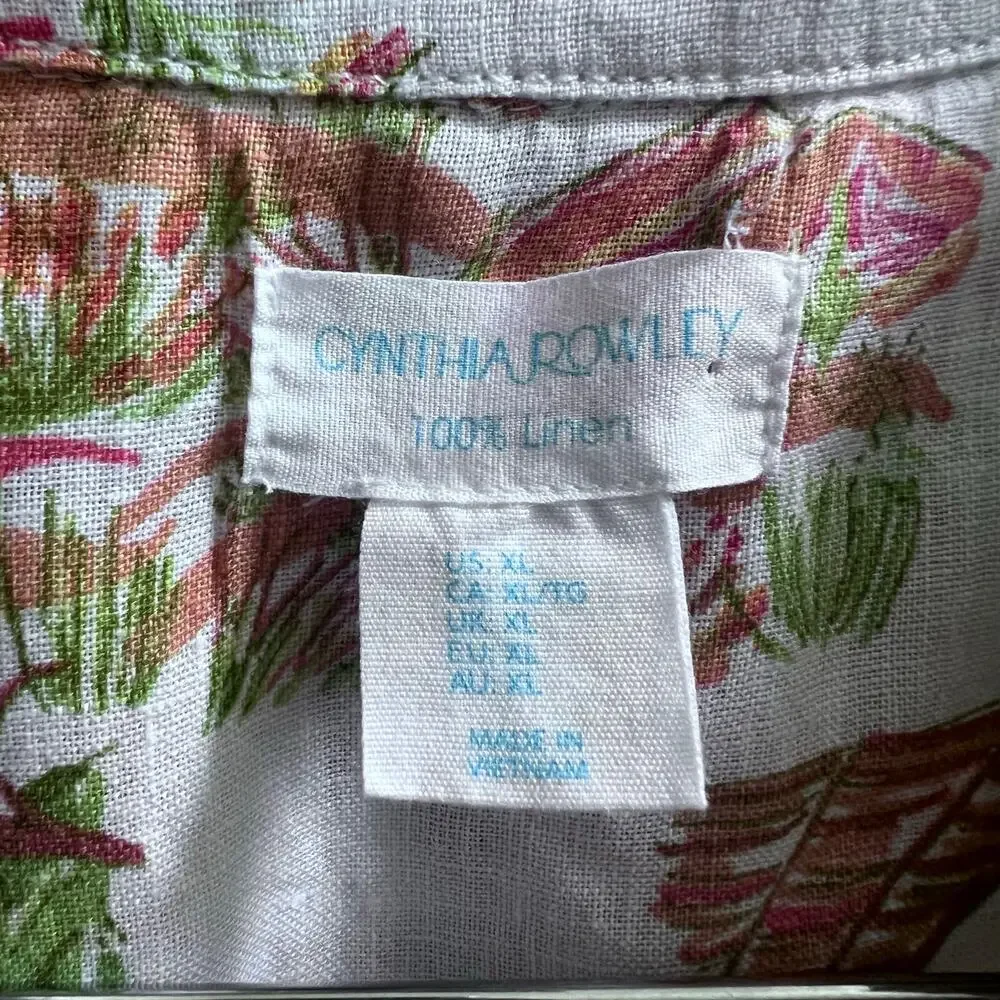 CYNTHIA ROWLEY
100% Linen
US XL
CA XL/TG
UK XL
EU XL
AU XL
MADE IN
VIETNAM